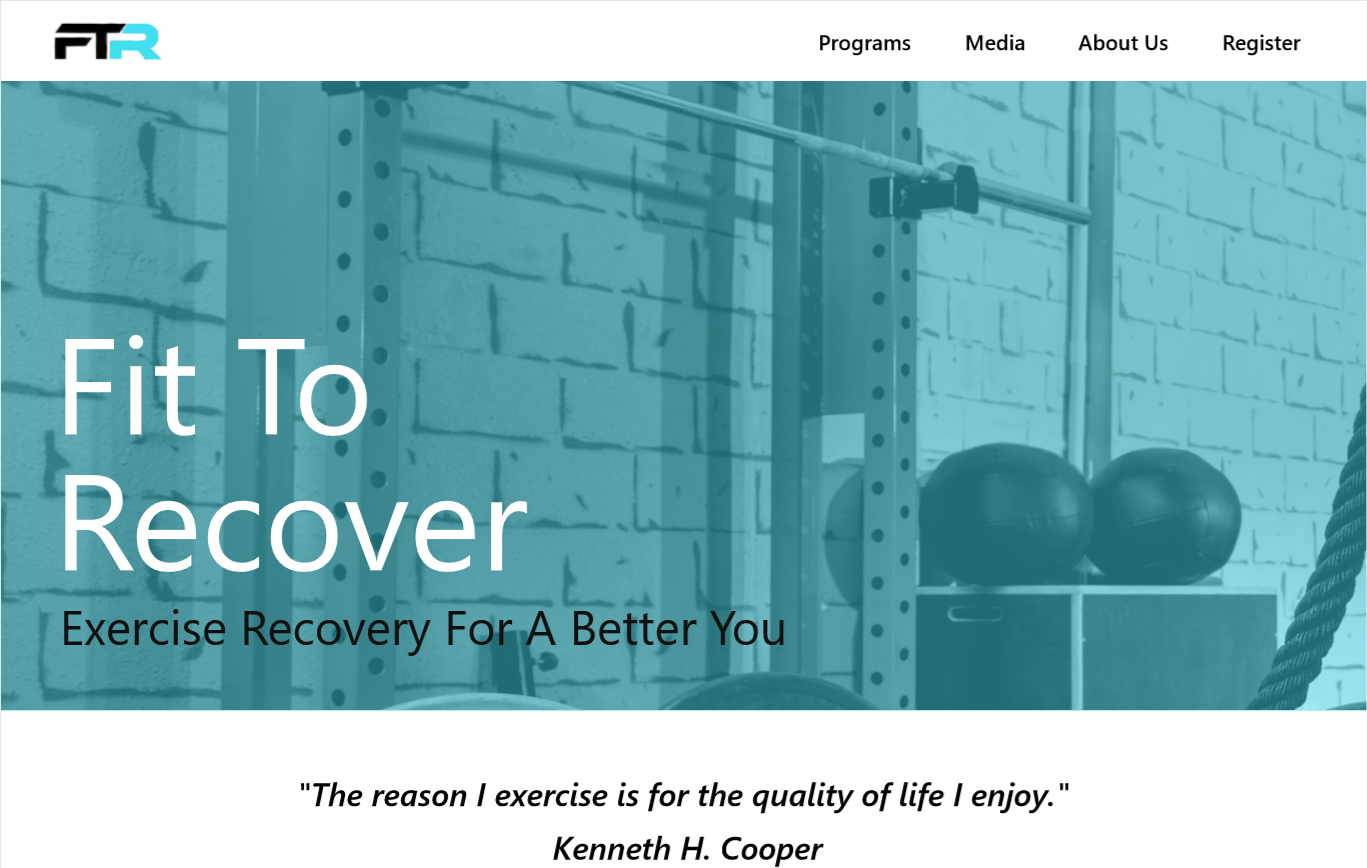 FTR
Programs Media About Us Register
Fit To
Recover
Exercise Recovery For A Better You
"The reason I exercise is for the quality of life I enjoy."
Kenneth H. Cooper